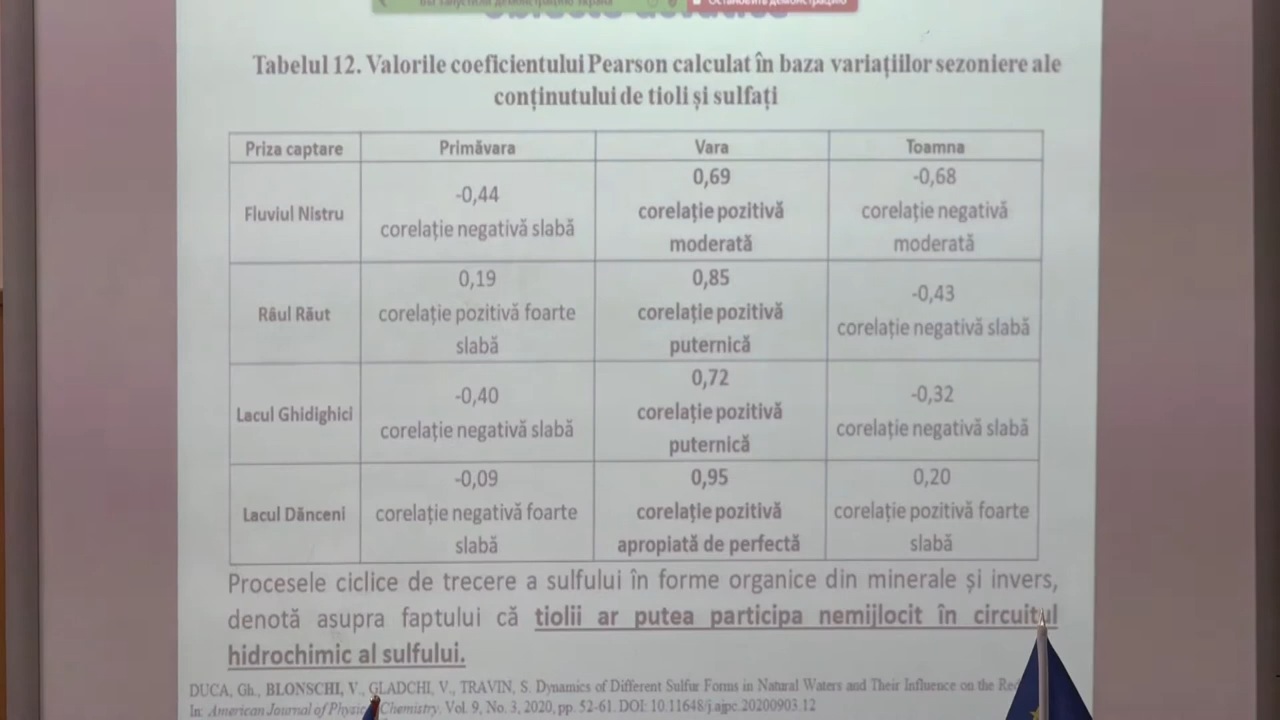 Tabelul 12. Valorile coeficientului Pearson calculat în baza variațiilor sezoniere ale
conținutului de tioli și sulfați
Priza captare Primăvara Vara Toamna
Fluviul Nistru
-0,44
corelație negativă slabă
0,69
corelație pozitivă
moderată
-0,68
corelație negativă
moderată
Râul Răut
0,19
corelație pozitivă foarte
slabă
0,85
corelație pozitivă
puternică
-0,43
corelație negativă slabă
Lacul Ghidighici
-0,40
corelație negativă slabă
0,72
corelație pozitivă
puternică
-0,32
corelație negativă slabă
Lacul Dănceni
-0,09
corelație negativă foarte
slabă
0,95
corelație pozitivă
apropiată de perfectă
0,20
corelație pozitivă foarte
slabă
Procesele ciclice de trecere a sulfului în forme organice din minerale și invers,
denotă asupra faptului că tiolii ar putea participa nemijlocit în circuitul
hidrochimic al sulfului.
DUCA, Gh., BLONSCHI, V., GLADCHI, V., TRAVIN, S. Dynamics of Different Sulfur Forms in Natural Waters and Their Influence on the
In: American Journal of Chemistry. Vol. 9, No. 3, 2020, pp. 52-61. DOI: 10.11648/j.ajpc.20200903.12